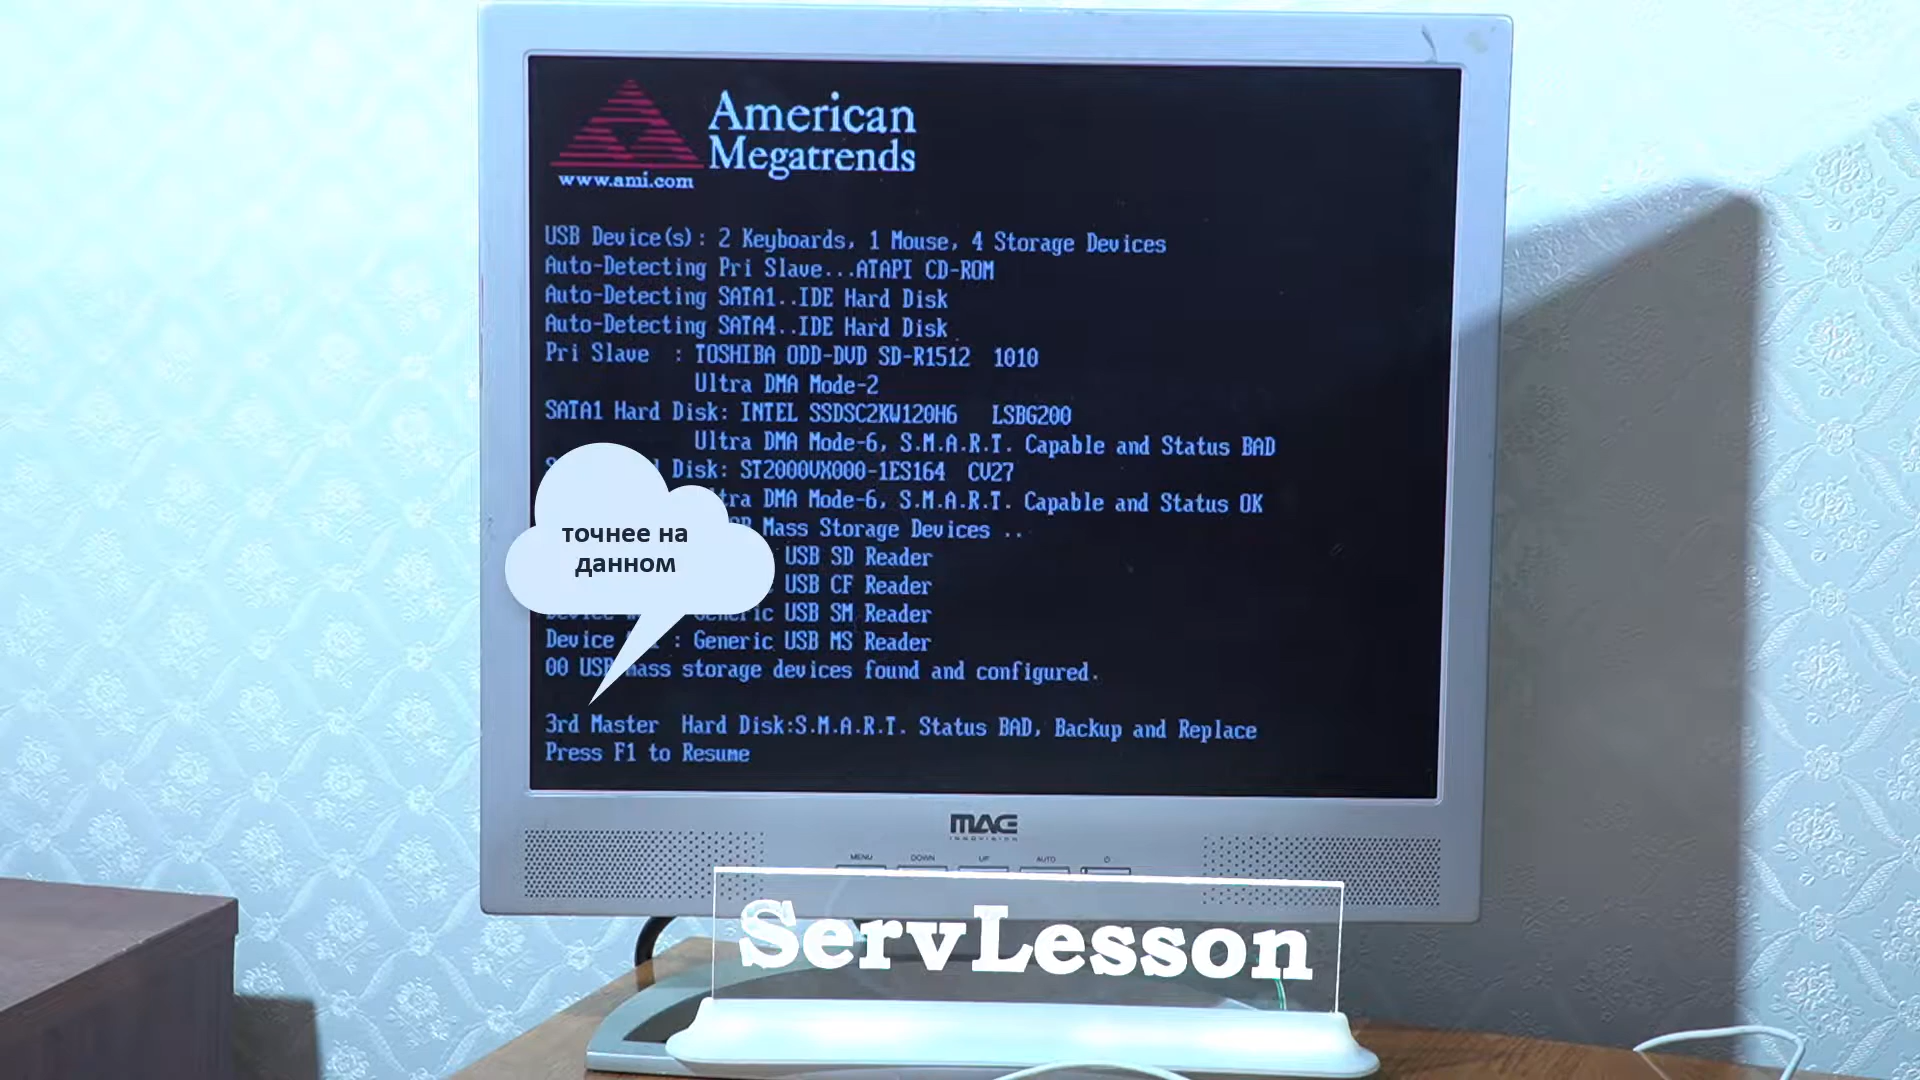 American
Megatrends
www.ami.com
USB Device(s): 2 Keyboards, 1 Mouse, 4 Storage Devices
Auto-Detecting Pri Slave...ATAPI CD-ROM
Auto-Detecting SATA1..IDE Hard Disk
Auto-Detecting SATA4..IDE Hard Disk
Pri Slave : TOSHIBA ODD-DVD SD-R1512 1010
Ultra DMA Mode-2
SATA1 Hard Disk: INTEL SSDSC2KW120H6 LSBG200
Ultra DMA Mode-6, S.M.A.R.T. Capable and Status BAD
Disk: ST2000VX000-1ES164 CV27
DMA Mode-6, S.M.A.R.T. Capable and Status OK
Mass Storage Devices ..
USB SD Reader
USB CF Reader
USB SM Reader
Device : Generic USB MS Reader
00 USB mass storage devices found and configured.
3rd Master Hard Disk:S.M.A.R.T. Status BAD, Backup and Replace
Press F1 to Resume
точнее на
данном
MAG
INNOVISION
MENU DOWN UP AUTO
ServLesson